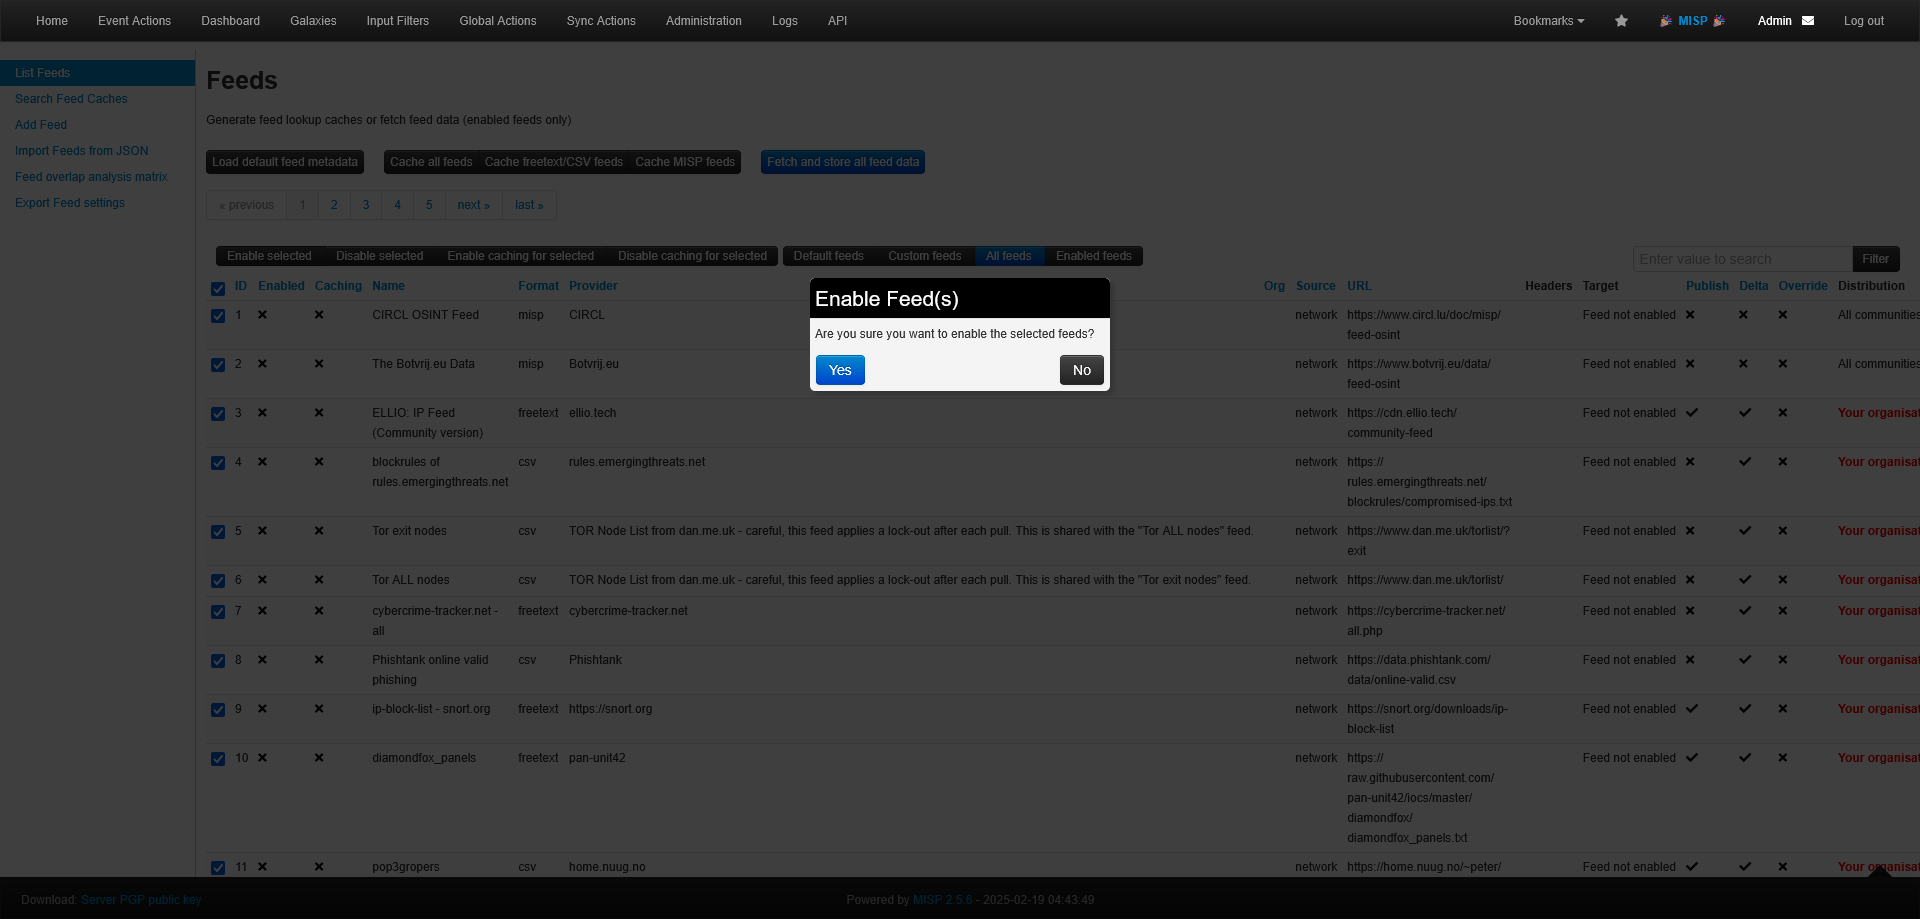 Home Event Actions Dashboard Galaxies Input Filters Global Actions Sync Actions Administration Logs API Bookmarks MISP Admin Log out
List Feeds
Search Feed Caches
Add Feed
Import Feeds from JSON
Feed overlap analysis matrix
Export Feed settings
Feeds
Generate feed lookup caches or fetch feed data (enabled feeds only)
Load default feed metadata Cache all feeds Cache freetext/CSV feeds Cache MISP feeds Fetch and store all feed data
« previous 1 2 3 4 5 next » last »
Enable selected Disable selected Enable caching for selected Disable caching for selected Default feeds Custom feeds All feeds Enabled feeds Enter value to search Filter
ID Enabled Caching Name Format Provider Org Source URL Headers Target Publish Delta Override Distribution
Enable Feed(s)
Are you sure you want to enable the selected feeds?
Yes No
1 CIRCL OSINT Feed misp CIRCL network https://www.circl.lu/doc/misp/ Feed not enabled All communities
feed-osint
2 The Botvrij.eu Data misp Botvrij.eu network https://www.botvrij.eu/data/ Feed not enabled All communities
feed-osint
3 ELLIO: IP Feed freetext ellio.tech network https://cdn.ellio.tech/ Feed not enabled Your organisat
(Community version) community-feed
4 blockrules of csv rules.emergingthreats.net network https:// Feed not enabled Your organisat
rules.emergingthreats.net rules.emergingthreats.net/
blockrules/compromised-ips.txt
5 Tor exit nodes csv TOR Node List from dan.me.uk - careful, this feed applies a lock-out after each pull. This is shared with the "Tor ALL nodes" feed. network https://www.dan.me.uk/torlist/? Feed not enabled Your organisat
exit
6 Tor ALL nodes csv TOR Node List from dan.me.uk - careful, this feed applies a lock-out after each pull. This is shared with the "Tor exit nodes" feed. network https://www.dan.me.uk/torlist/ Feed not enabled Your organisat
7 cybercrime-tracker.net - freetext cybercrime-tracker.net network https://cybercrime-tracker.net/ Feed not enabled Your organisat
all all.php
8 Phishtank online valid csv Phishtank network https://data.phishtank.com/ Feed not enabled Your organisat
phishing data/online-valid.csv
9 ip-block-list - snort.org freetext https://snort.org network https://snort.org/downloads/ip- Feed not enabled Your organisat
block-list
10 diamondfox_panels freetext pan-unit42 network https:// Feed not enabled Your organisat
raw.githubusercontent.com/
pan-unit42/iocs/master/
diamondfox/
diamondfox_panels.txt
11 pop3gropers csv home.nuug.no network https://home.nuug.no/~peter/ Feed not enabled Your organisat
Download: Server PGP public key Powered by MISP 2.5.6 - 2025-02-19 04:43:49